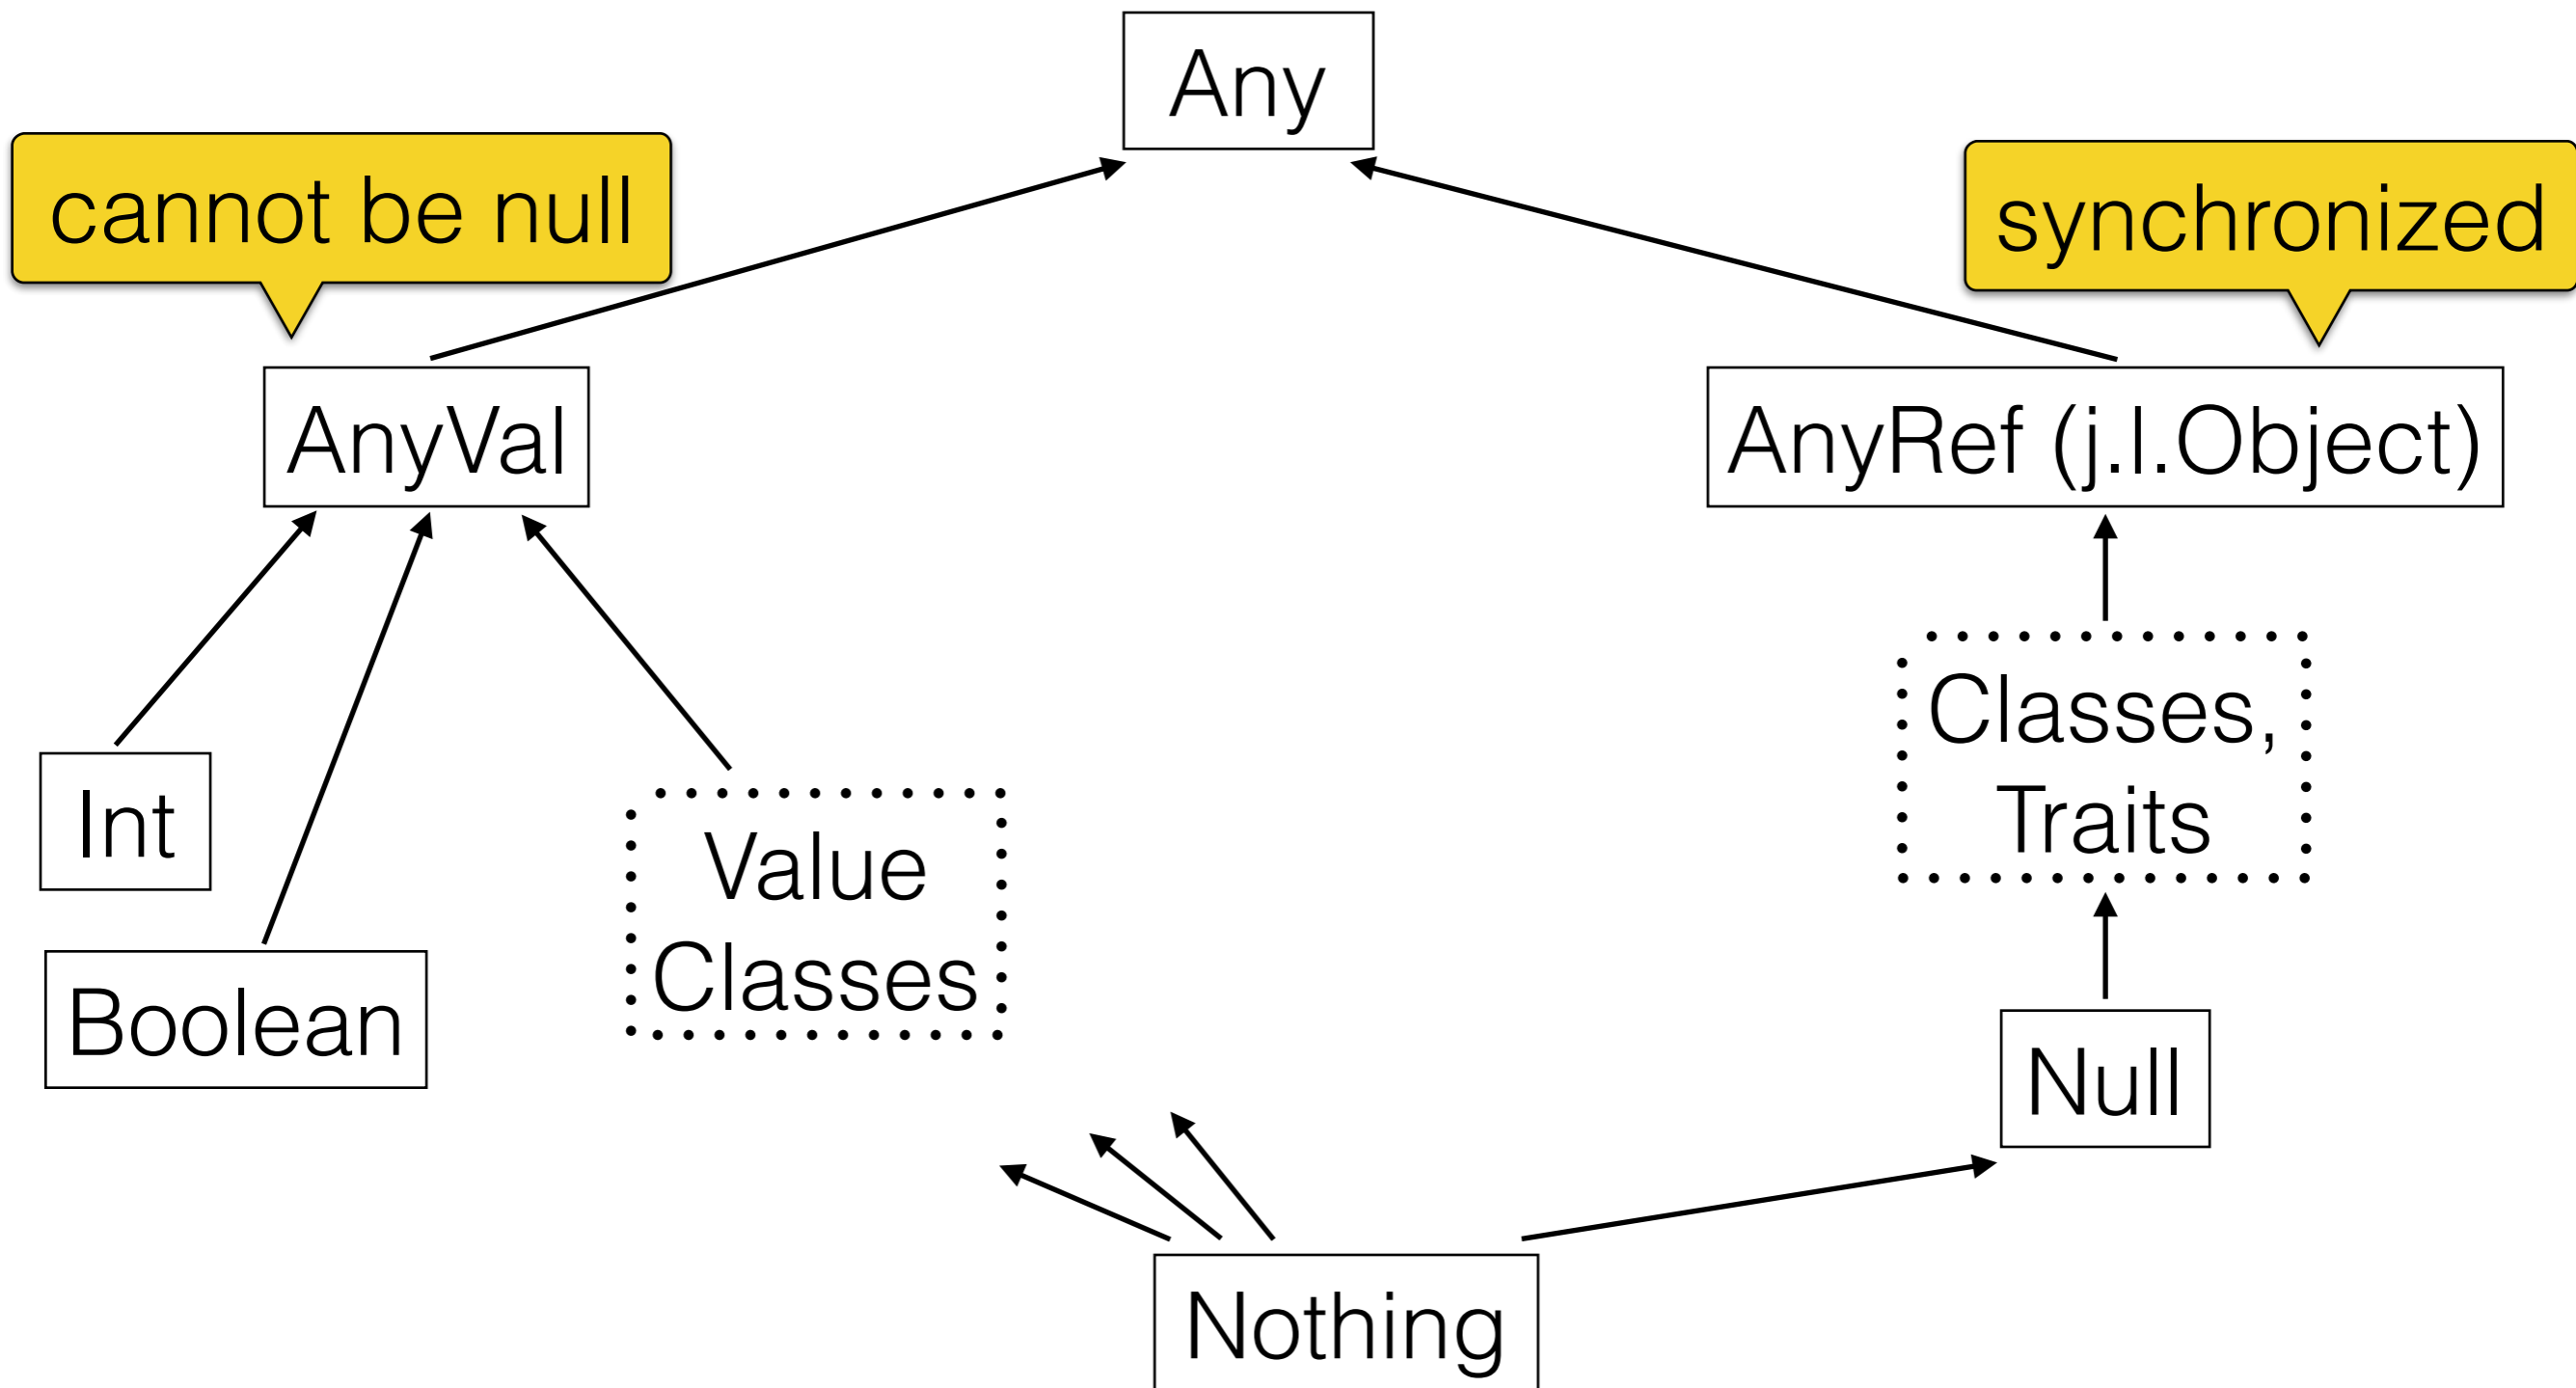 Any
cannot be null
synchronized
AnyVal
AnyRef (j.l.Object)
Int
Boolean
Value
Classes
Classes,
Traits
Null
Nothing